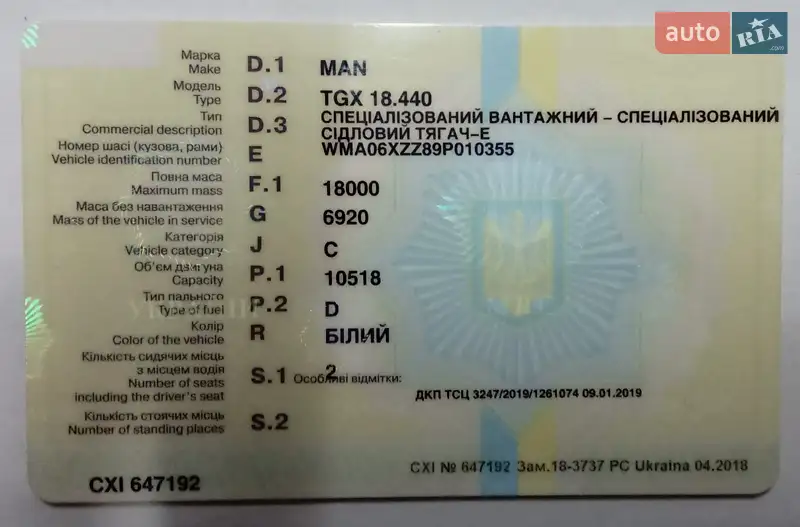 auto RIA.com
Марка
Make D.1 MAN
Модель
Type D.2 TGX 18.440
Тип
Commercial description D.3 СПЕЦІАЛІЗОВАНИЙ ВАНТАЖНИЙ – СПЕЦІАЛІЗОВАНИЙ
СІДЛОВИЙ ТЯГАЧ–Е
Номер шасі (кузова, рами)
Vehicle identification number E WMA06XZZ89P010355
Повна маса
Maximum mass F.1 18000
Маса без навантаження
Mass of the vehicle in service G 6920
Категорія
Vehicle category J C
Об'єм двигуна
Capacity P.1 10518
Тип пального
Type of fuel P.2 D
Колір
Color of the vehicle R БІЛИЙ
Кількість сидячих місць
з місцем водія
Number of seats
including the driver's seat S.1 2
Особливі відмітки:
ДКП ТСЦ 3247/2019/1261074 09.01.2019
Кількість стоячих місць
Number of standing places S.2
СХІ № 647192 Зам.18-3737 РС Ukraina 04.2018
СХІ 647192